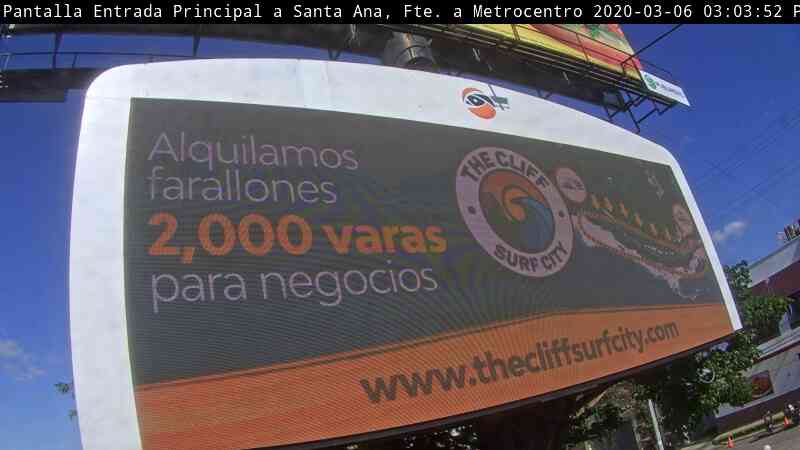 Pantalla Entrada Principal a Santa Ana, Fte. a Metrocentro 2020-03-06 03:03:52 P
Alquilamos
farallones
2,000 varas
para negocios
THE CLIFF
SURF CITY
www.thecliffsurfcity.com